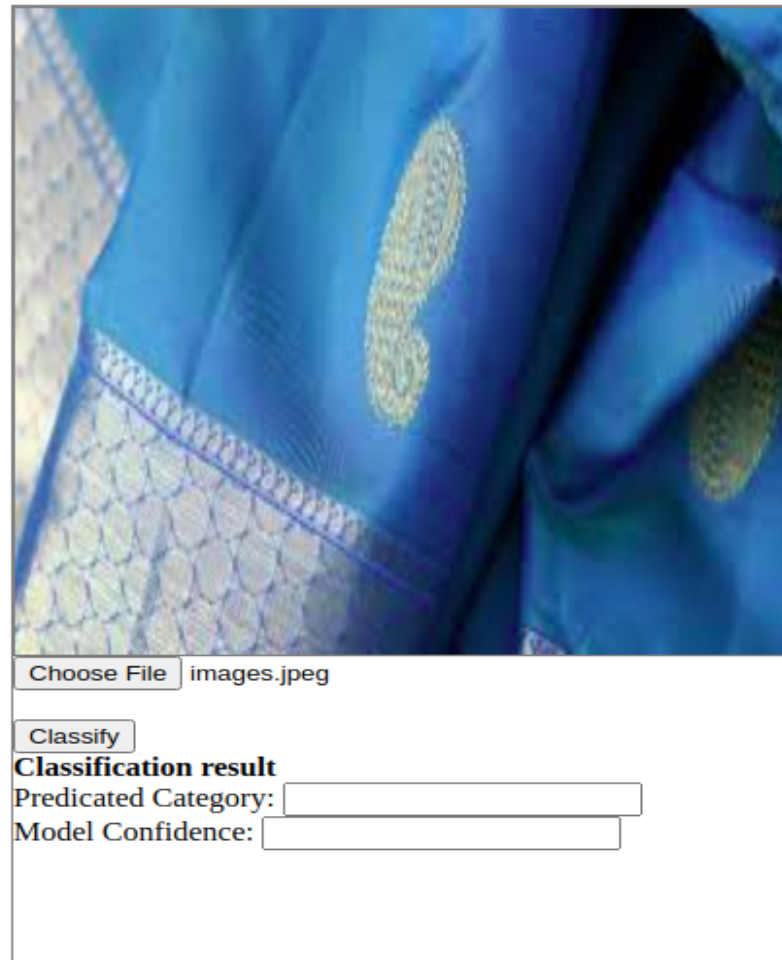 Choose File images.jpeg
Classify
Classification result
Predicated Category:
Model Confidence: